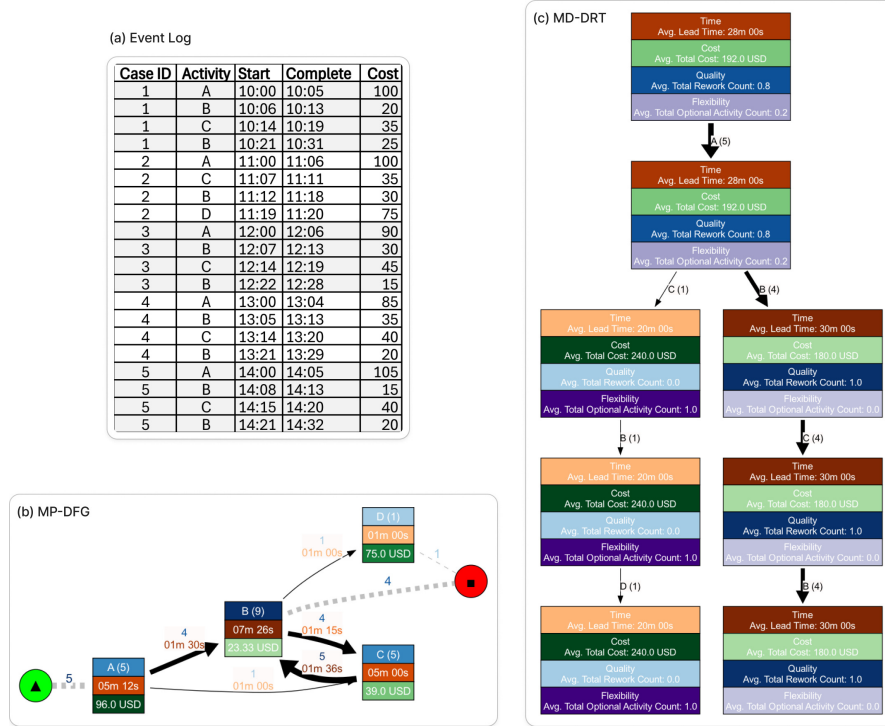 (a) Event Log
Case ID Activity Start Complete Cost
1 A 10:00 10:05 100
1 B 10:06 10:13 20
1 C 10:14 10:19 35
1 B 10:21 10:31 25
2 A 11:00 11:06 100
2 C 11:07 11:11 35
2 B 11:12 11:18 30
2 D 11:19 11:20 75
3 A 12:00 12:06 90
3 B 12:07 12:13 30
3 C 12:14 12:19 45
3 B 12:22 12:28 15
4 A 13:00 13:04 85
4 B 13:05 13:13 35
4 C 13:14 13:20 40
4 B 13:21 13:29 20
5 A 14:00 14:05 105
5 B 14:08 14:13 15
5 C 14:15 14:20 40
5 B 14:21 14:32 20
(b) MP-DFG
D (1)
01m 00s
75.0 USD
1
01m 00s
1
4
B (9)
07m 26s
23.33 USD
4
01m 30s
4
01m 15s
5
01m 36s
C (5)
05m 00s
39.0 USD
A (5)
05m 12s
96.0 USD
1
01m 00s
5
(c) MD-DRT
Time
Avg. Lead Time: 28m 00s
Cost
Avg. Total Cost: 192.0 USD
Quality
Avg. Total Rework Count: 0.8
Flexibility
Avg. Total Optional Activity Count: 0.2
A (5)
Time
Avg. Lead Time: 28m 00s
Cost
Avg. Total Cost: 192.0 USD
Quality
Avg. Total Rework Count: 0.8
Flexibility
Avg. Total Optional Activity Count: 0.2
C (1)
B (4)
Time
Avg. Lead Time: 20m 00s
Cost
Avg. Total Cost: 240.0 USD
Quality
Avg. Total Rework Count: 0.0
Flexibility
Avg. Total Optional Activity Count: 1.0
Time
Avg. Lead Time: 30m 00s
Cost
Avg. Total Cost: 180.0 USD
Quality
Avg. Total Rework Count: 1.0
Flexibility
Avg. Total Optional Activity Count: 0.0
B (1)
C (4)
Time
Avg. Lead Time: 20m 00s
Cost
Avg. Total Cost: 240.0 USD
Quality
Avg. Total Rework Count: 0.0
Flexibility
Avg. Total Optional Activity Count: 1.0
Time
Avg. Lead Time: 30m 00s
Cost
Avg. Total Cost: 180.0 USD
Quality
Avg. Total Rework Count: 1.0
Flexibility
Avg. Total Optional Activity Count: 0.0
D (1)
B (4)
Time
Avg. Lead Time: 20m 00s
Cost
Avg. Total Cost: 240.0 USD
Quality
Avg. Total Rework Count: 0.0
Flexibility
Avg. Total Optional Activity Count: 1.0
Time
Avg. Lead Time: 30m 00s
Cost
Avg. Total Cost: 180.0 USD
Quality
Avg. Total Rework Count: 1.0
Flexibility
Avg. Total Optional Activity Count: 0.0